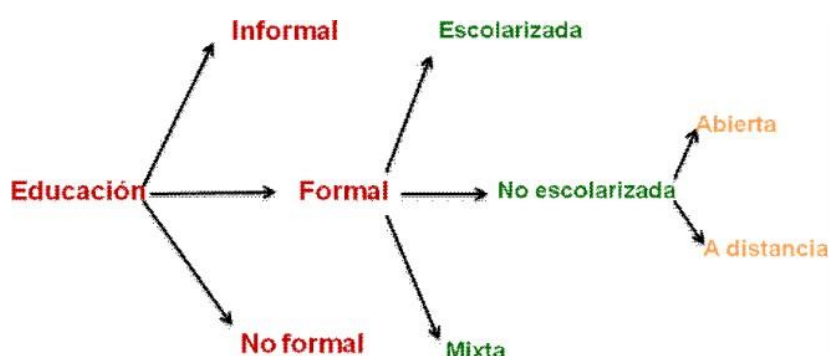 Informal
Escolarizada
Abierta
Educación
Formal
No escolarizada
A distancia
No formal
Mixta